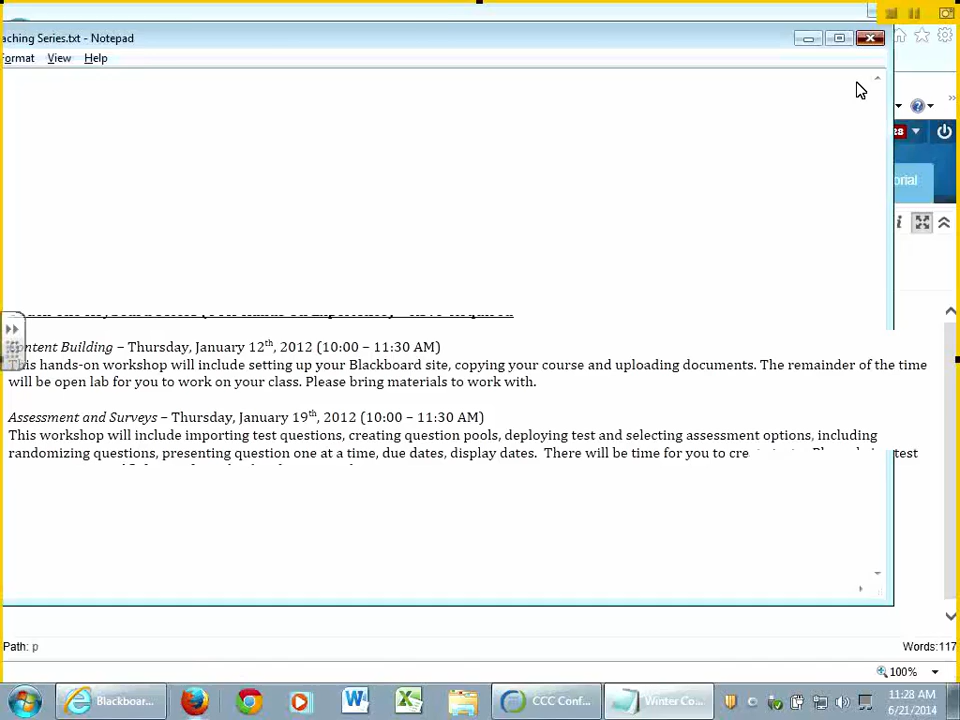 aching Series.txt - Notepad
Format View Help
orial
Content Building – Thursday, January 12th, 2012 (10:00 – 11:30 AM)
This hands-on workshop will include setting up your Blackboard site, copying your course and uploading documents. The remainder of the time
will be open lab for you to work on your class. Please bring materials to work with.
Assessment and Surveys – Thursday, January 19th, 2012 (10:00 – 11:30 AM)
This workshop will include importing test questions, creating question pools, deploying test and selecting assessment options, including
randomizing questions, presenting question one at a time, due dates, display dates. There will be time for you to cre test
Path: p
Words:117
100%
Blackboar...
CCC Conf...
Winter Co...
11:28 AM
6/21/2014